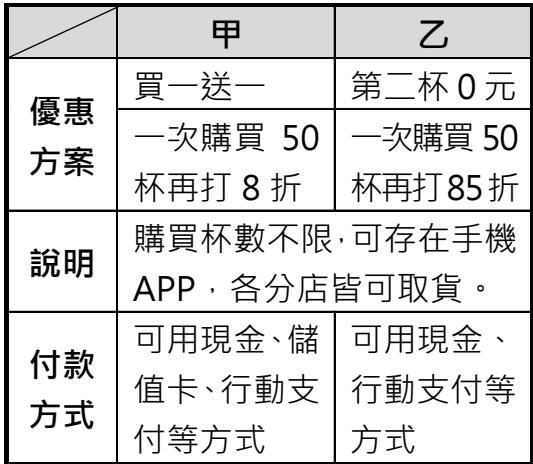 甲
乙
優惠
方案
買一送一
第二杯 0 元
一次購買 50
杯再打 8 折
一次購買 50
杯再打 85 折
說明
購買杯數不限,可存在手機
APP,各分店皆可取貨。
付款
方式
可用現金、儲
值卡、行動支
付等方式
可用現金、
行動支付等
方式